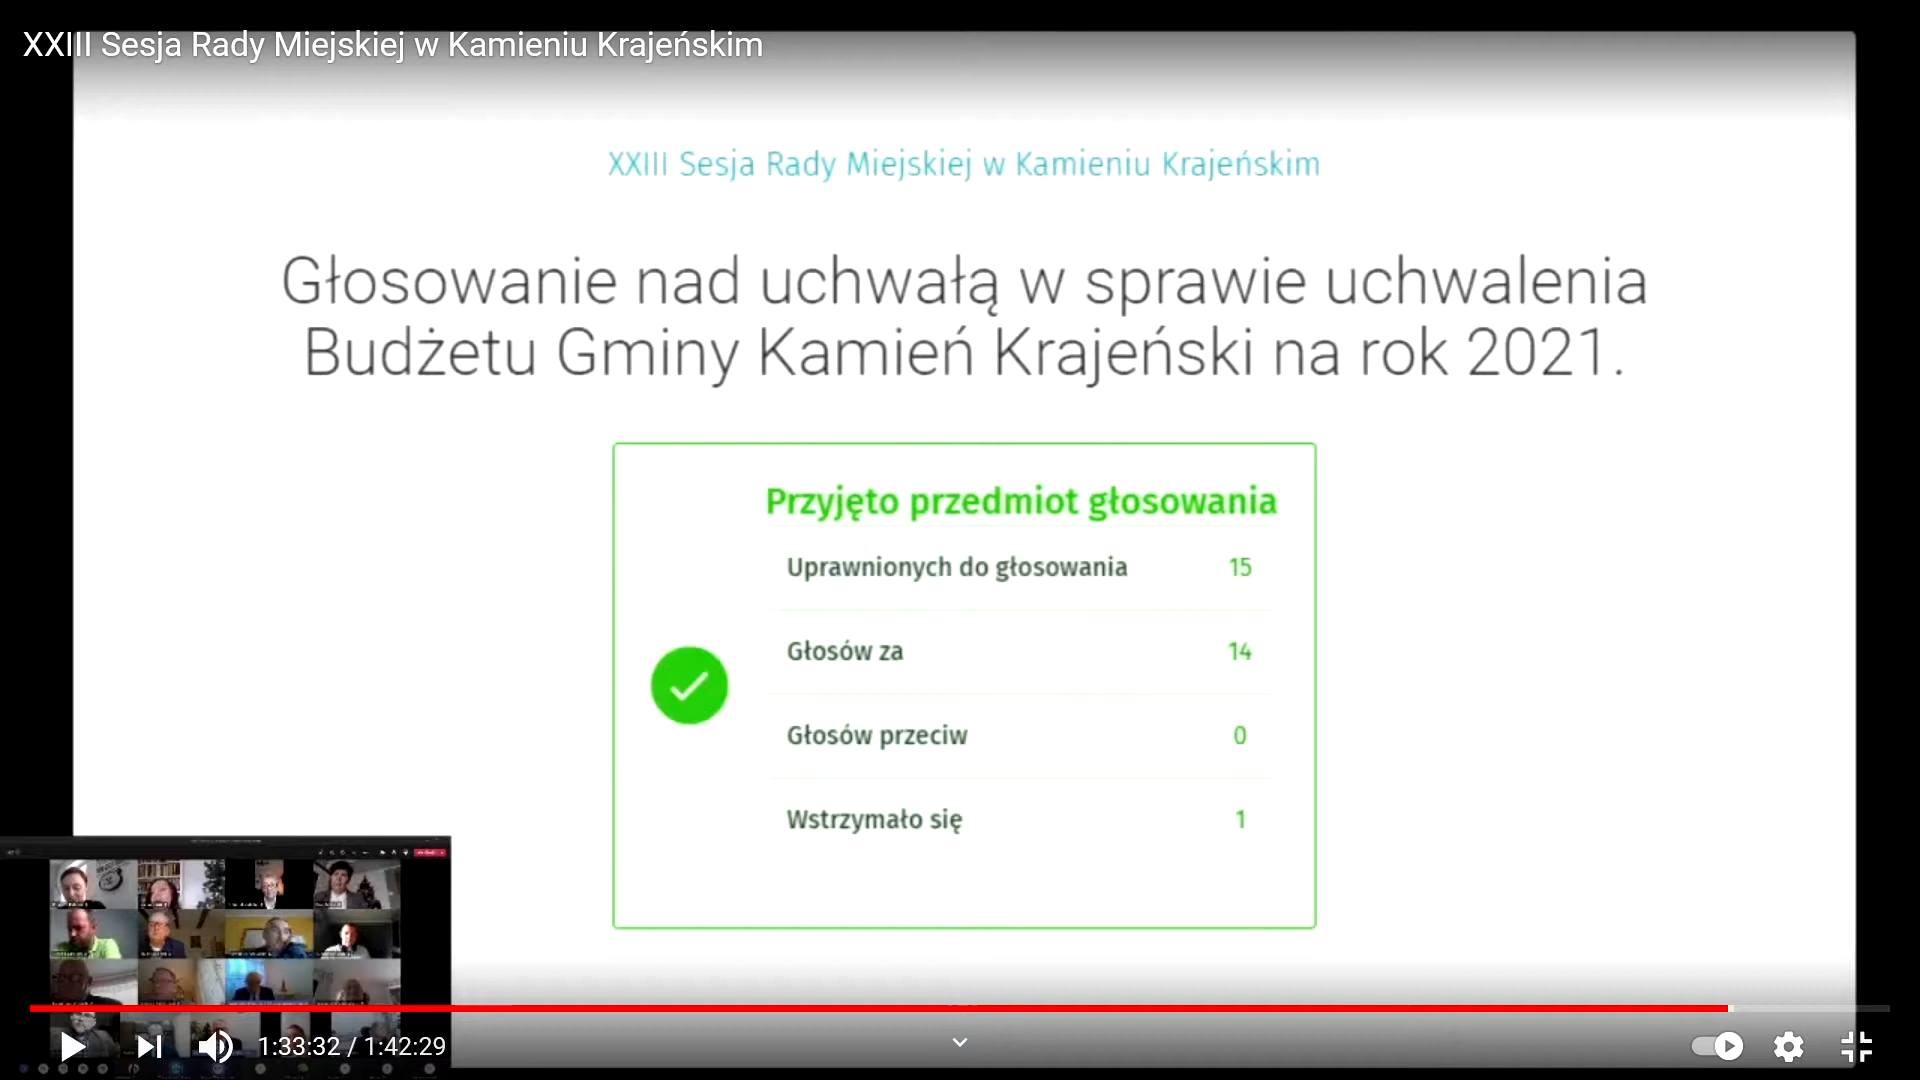 XXIII Sesja Rady Miejskiej w Kamieniu Krajeńskim
XXIII Sesja Rady Miejskiej w Kamieniu Krajeńskim
Głosowanie nad uchwałą w sprawie uchwalenia
Budżetu Gminy Kamień Krajeński na rok 2021.
Przyjęto przedmiot głosowania
Uprawnionych do głosowania 15
Głosów za 14
Głosów przeciw 0
Wstrzymało się 1
1:33:32 / 1:42:29